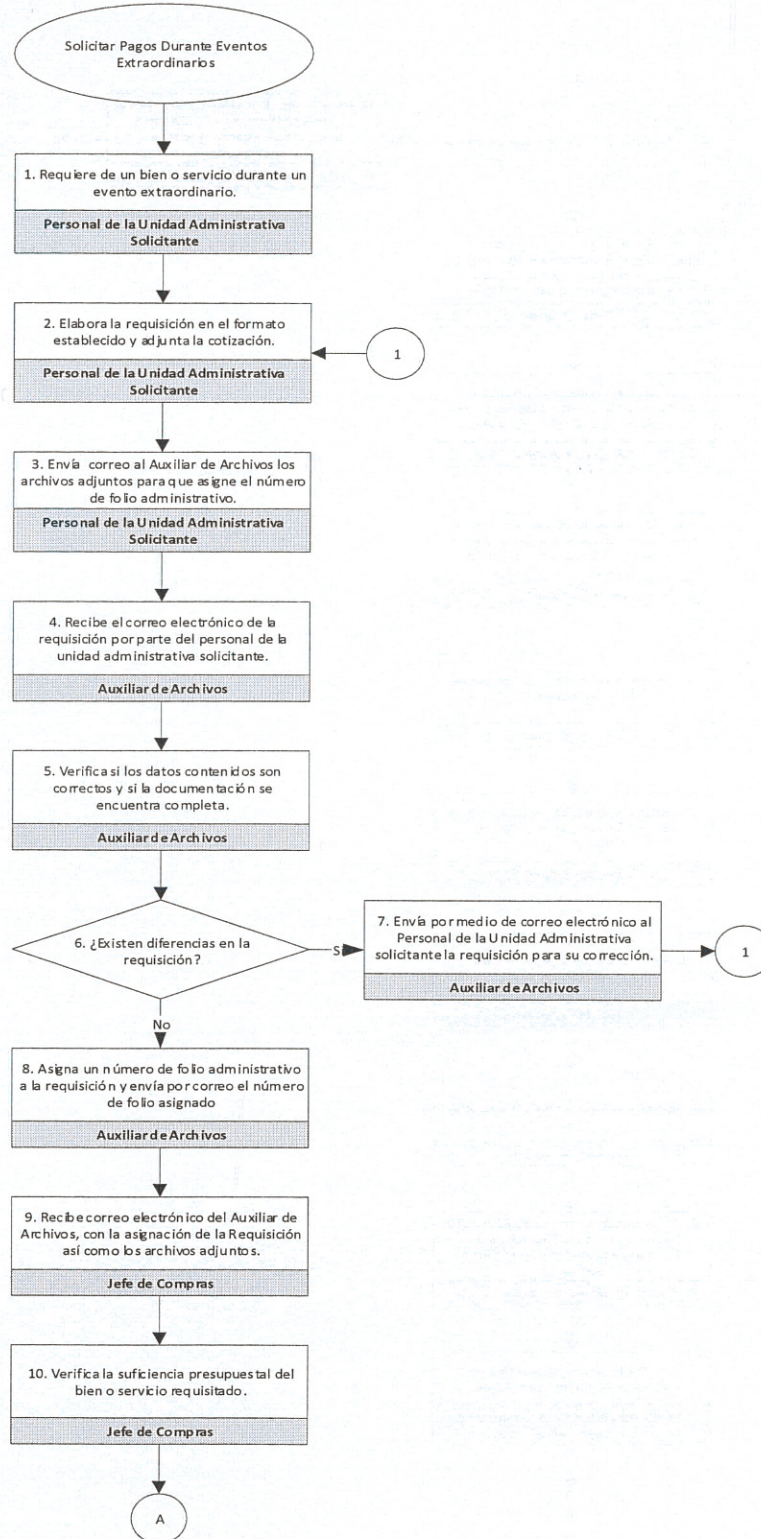 Solicitar Pagos Durante Eventos
Extraordinarios
1. Requiere de un bien o servicio durante un
evento extraordinario.
Personal de la Unidad Administrativa
Solicitante
2. Elabora la requisición en el formato
establecido y adjunta la cotización.
1
Personal de la Unidad Administrativa
Solicitante
3. Envía correo al Auxiliar de Archivos los
archivos adjuntos para que asigne el número
de folio administrativo.
Personal de la Unidad Administrativa
Solicitante
4. Recibe el correo electrónico de la
requisición por parte del personal de la
unidad administrativa solicitante.
Auxiliar de Archivos
5. Verifica si los datos contenidos son
correctos y si la documentación se
encuentra completa.
Auxiliar de Archivos
6. ¿Existen diferencias en la
requisición?
S
7. Envía por medio de correo electrónico al
Personal de la Unidad Administrativa
solicitante la requisición para su corrección.
Auxiliar de Archivos
1
No
8. Asigna un número de folio administrativo
a la requisición y envía por correo el número
de folio asignado
Auxiliar de Archivos
9. Recibe correo electrónico del Auxiliar de
Archivos, con la asignación de la Requisición
así como los archivos adjuntos.
Jefe de Compras
10. Verifica la suficiencia presupuestal del
bien o servicio requisitado.
Jefe de Compras
A